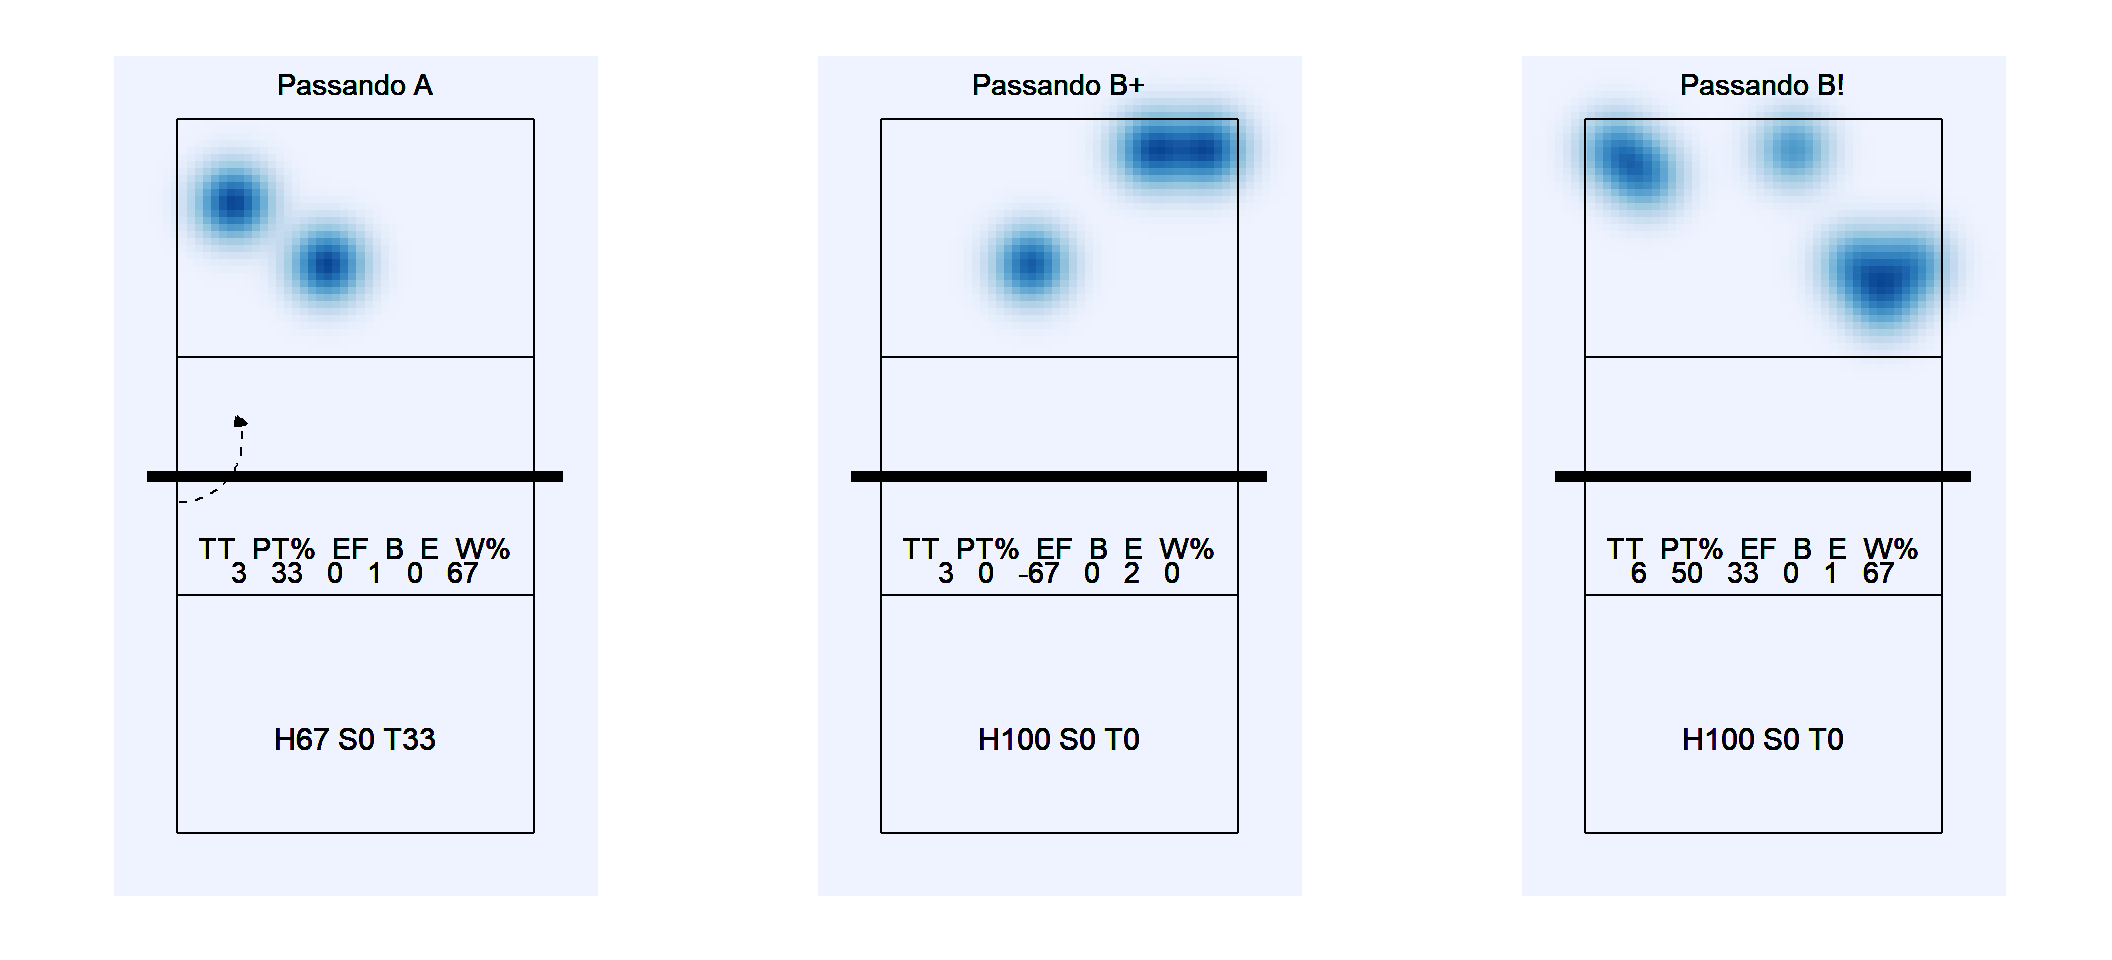 Passando A
TT PT% EF B E W%
3 33 0 1 0 67
H67 S0 T33
Passando B+
TT PT% EF B E W%
3 0 -67 0 2 0
H100 S0 T0
Passando B!
TT PT% EF B E W%
6 50 33 0 1 67
H100 S0 T0